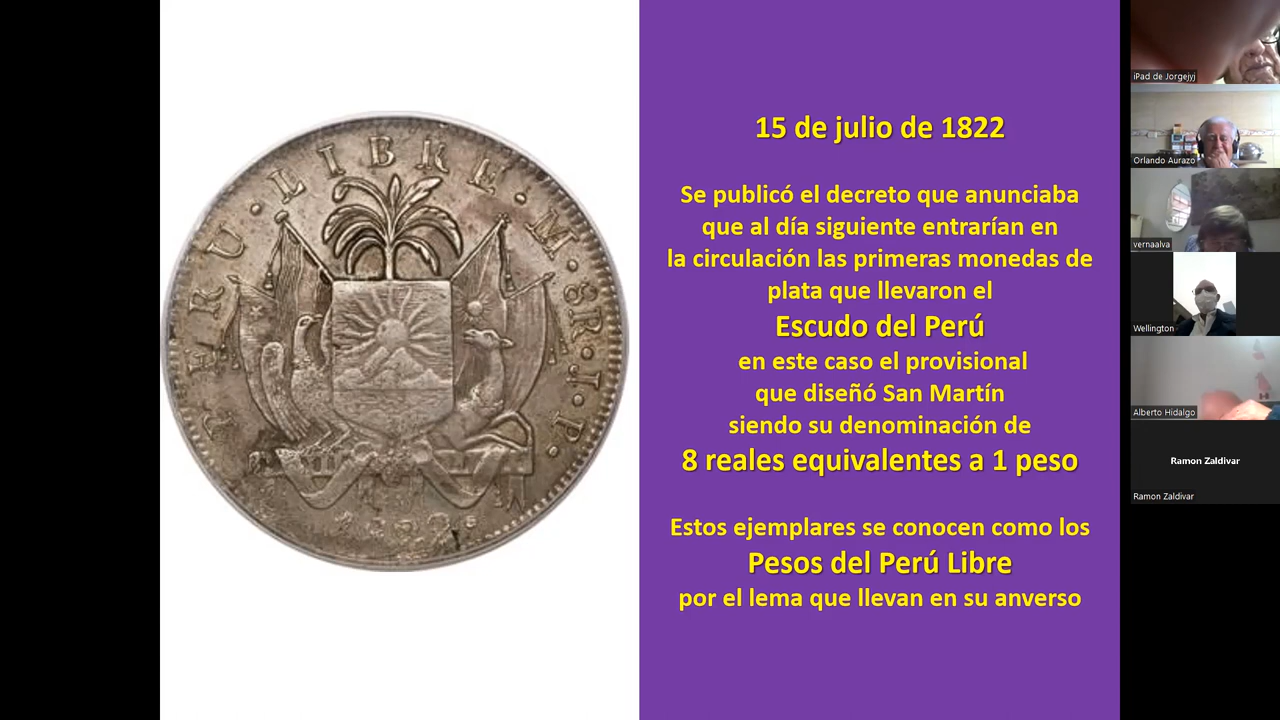 PERU · LIBRE · M · 8R · J · P ·
1822
15 de julio de 1822
Se publicó el decreto que anunciaba
que al día siguiente entrarían en
la circulación las primeras monedas de
plata que llevaron el
Escudo del Perú
en este caso el provisional
que diseñó San Martín
siendo su denominación de
8 reales equivalentes a 1 peso
Estos ejemplares se conocen como los
Pesos del Perú Libre
por el lema que llevan en su anverso
iPad de Jorgejyj
Orlando Aurazo
vernaalva
Wellington
Alberto Hidalgo
Ramon Zaldivar
Ramon Zaldivar